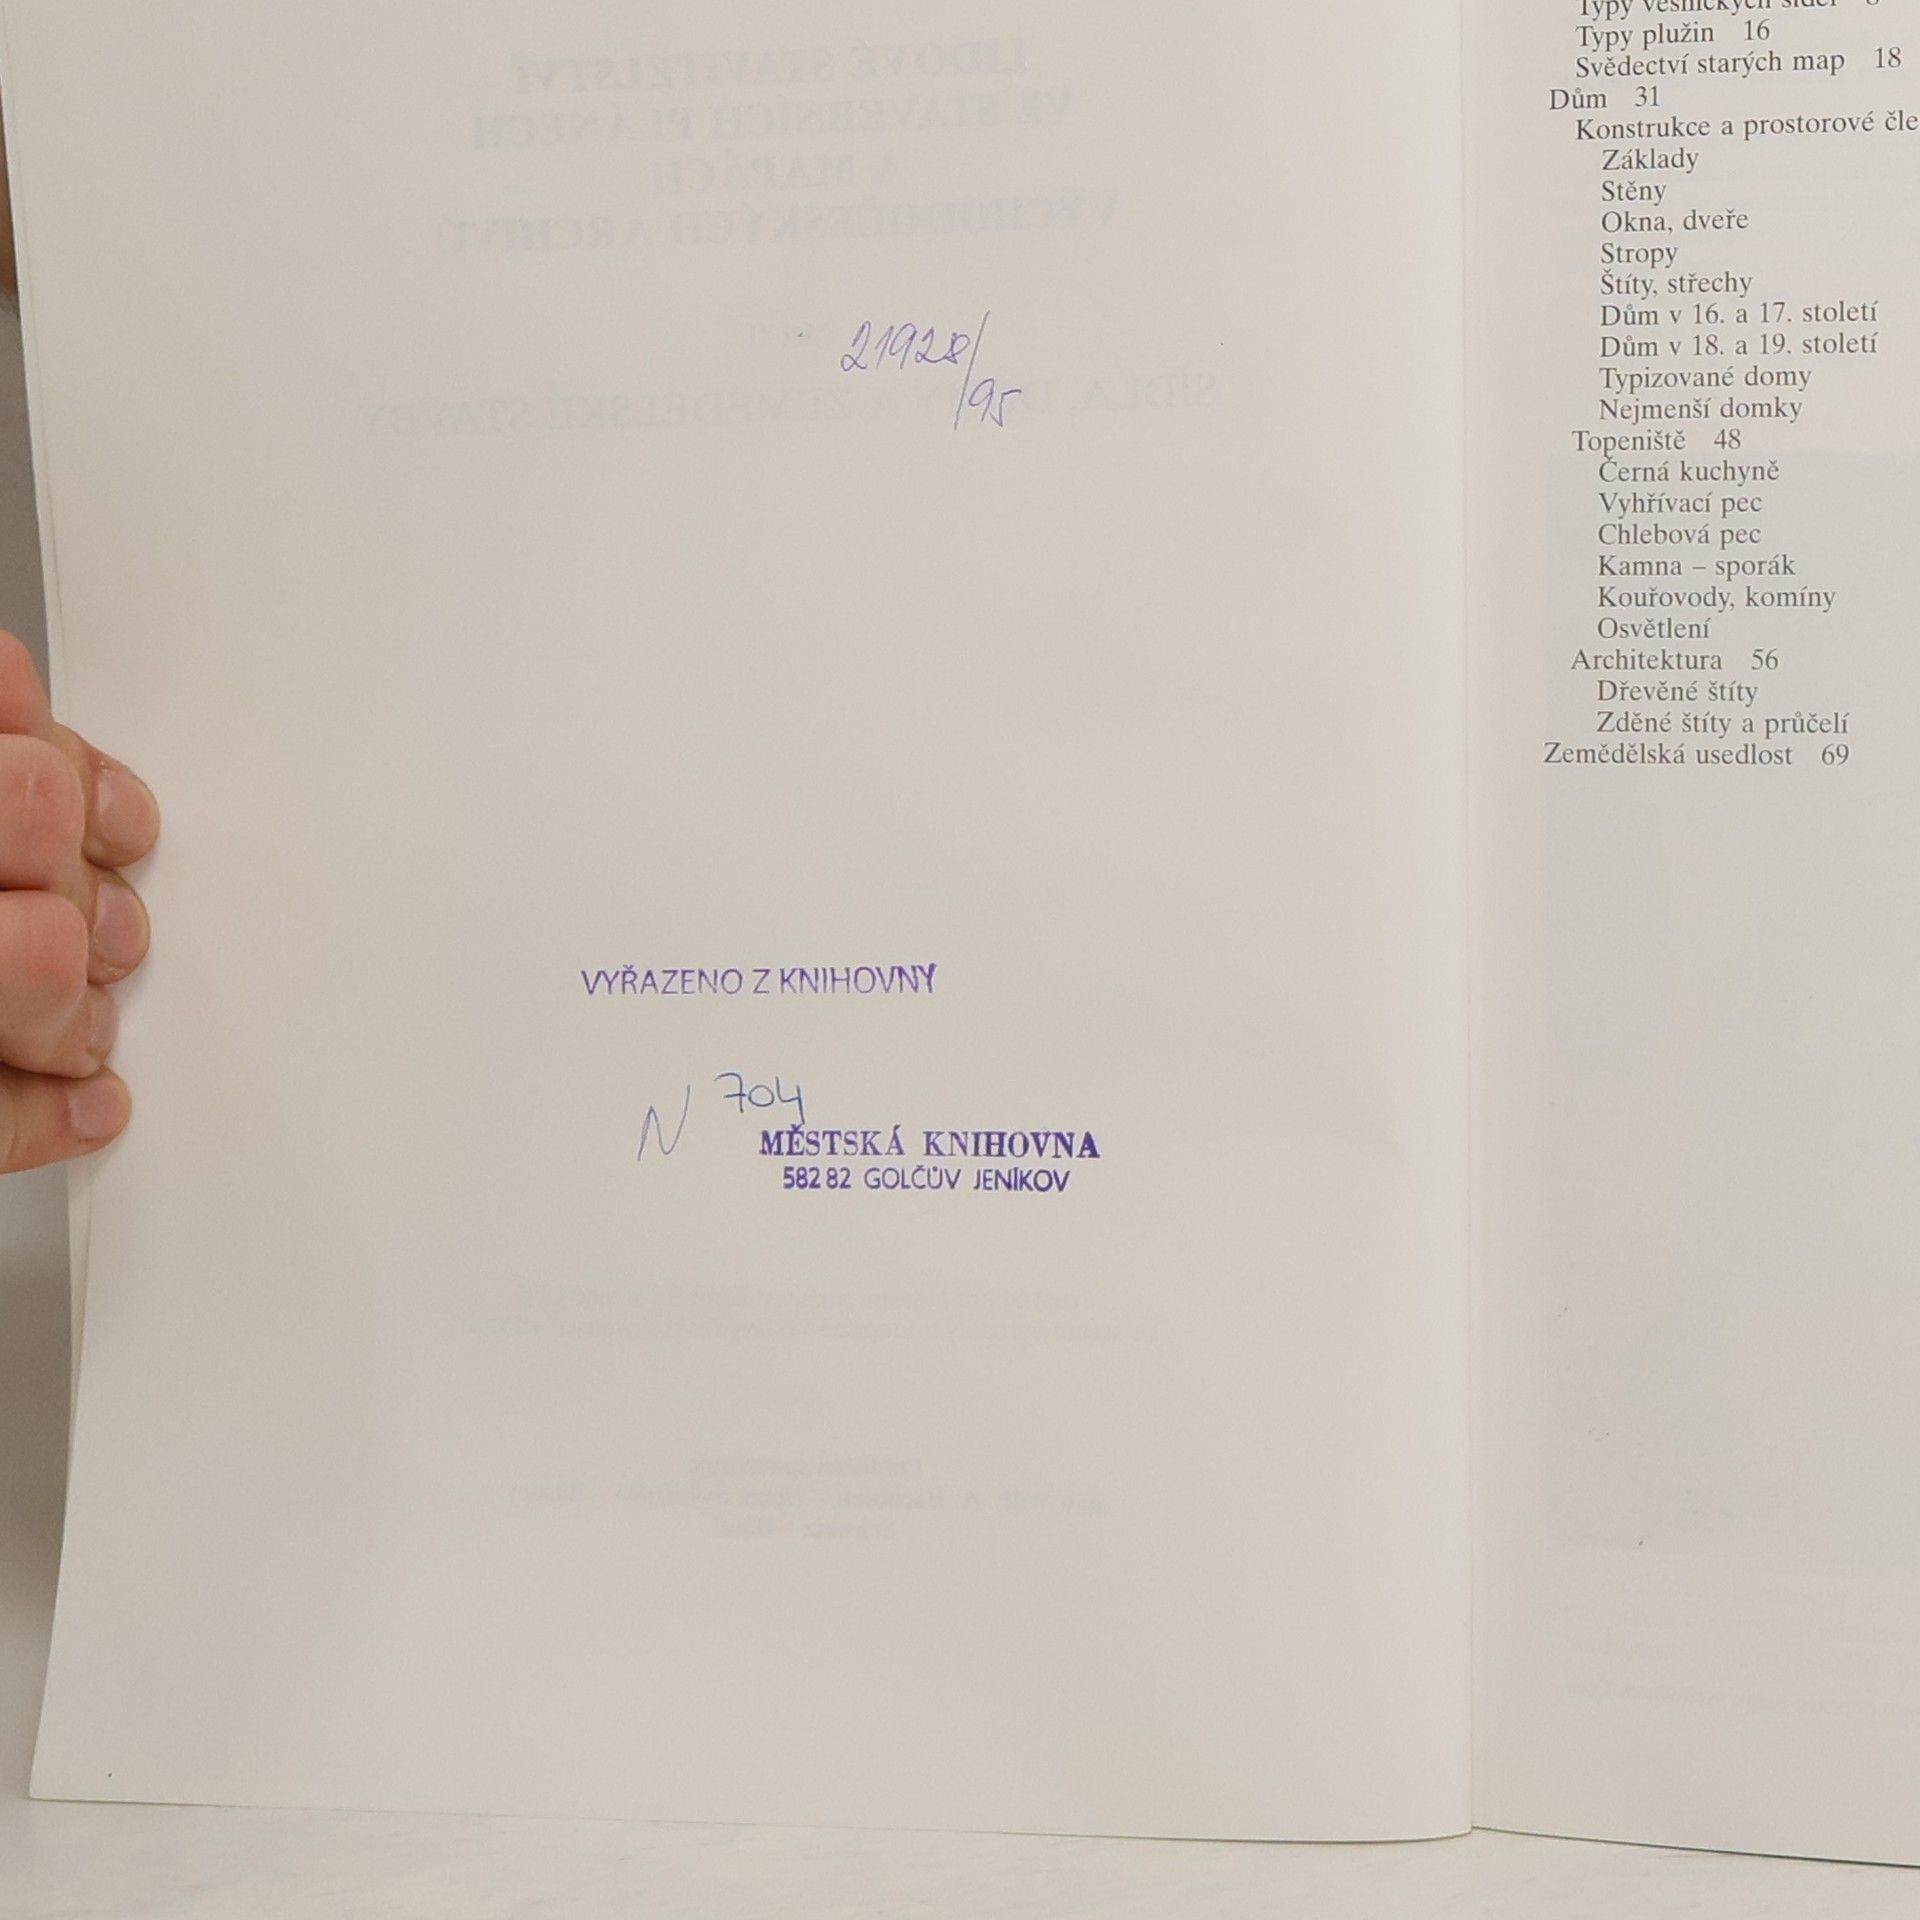 21928/95
VYŘAZENO Z KNIHOVNY
N 704
MĚSTSKÁ KNIHOVNA
582 82 GOLČŮV JENÍKOV
Typy vesnických sídel
Typy plužin 16
Svědectví starých map 18
Dům 31
Konstrukce a prostorové čle
Základy
Stěny
Okna, dveře
Stropy
Štíty, střechy
Dům v 16. a 17. století
Dům v 18. a 19. století
Typizované domy
Nejmenší domky
Topeniště 48
Černá kuchyně
Vyhřívací pec
Chlebová pec
Kamna – sporák
Kouřovody, komíny
Osvětlení
Architektura 56
Dřevěné štíty
Zděné štíty a průčelí
Zemědělská usedlost 69